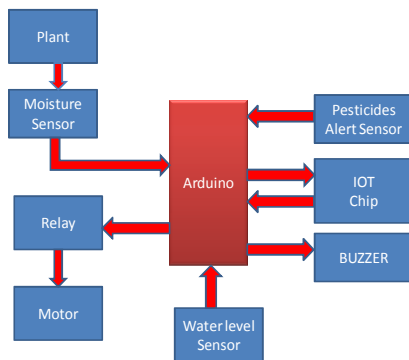 Plant
Moisture
Sensor
Arduino
Pesticides
Alert Sensor
IOT
Chip
Relay
BUZZER
Motor
Water level
Sensor